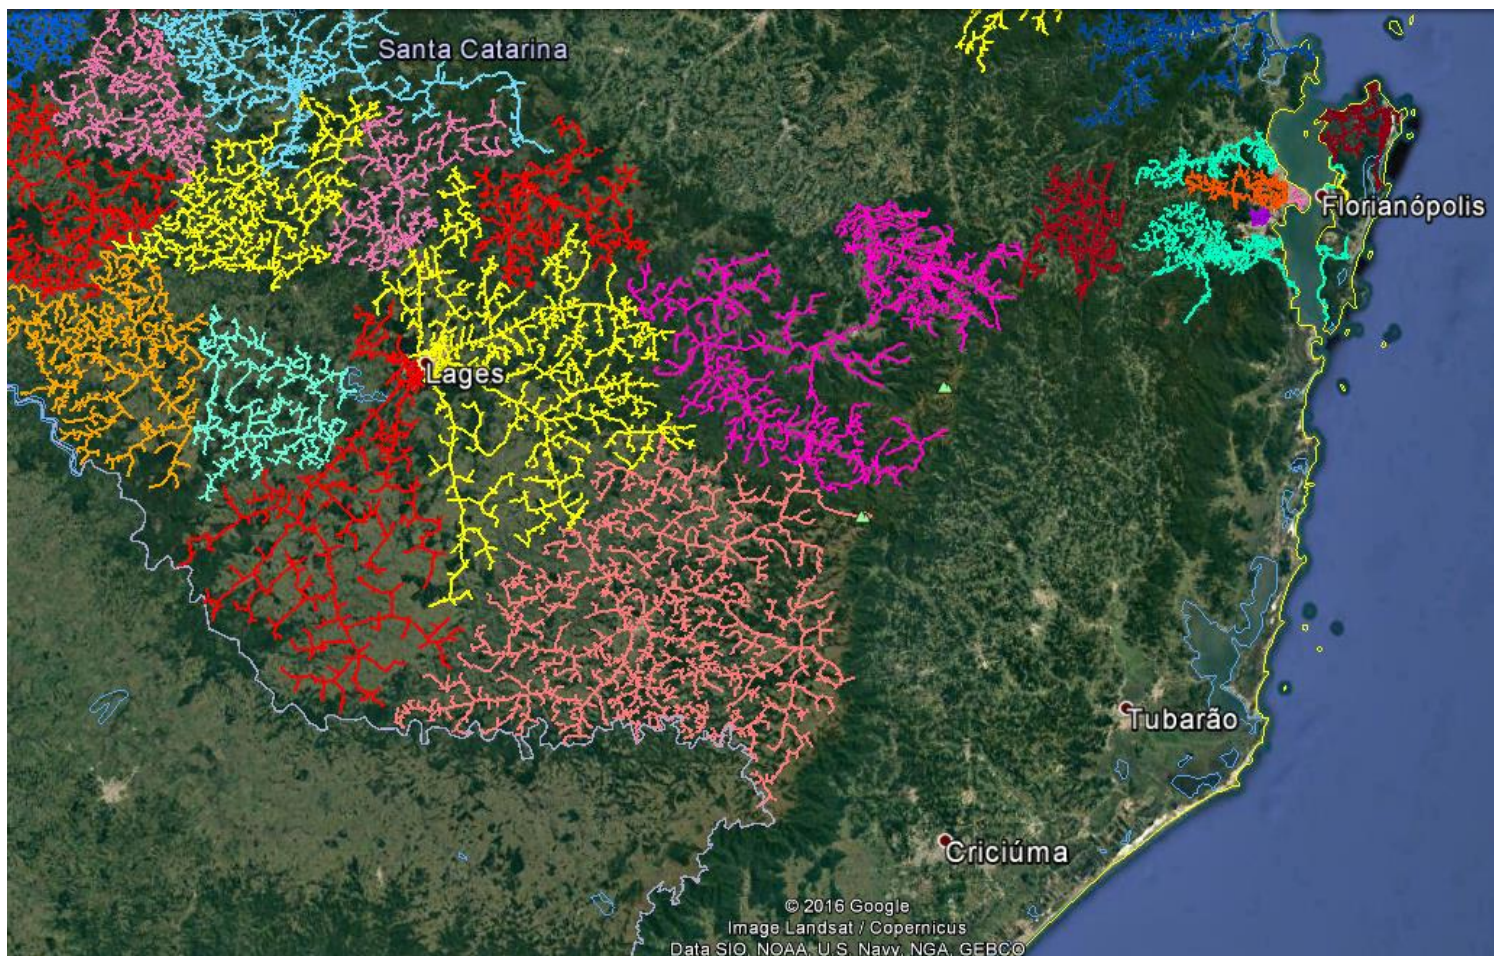 Santa Catarina
Florianópolis
Lages
Tubarão
Criciúma
© 2016 Google
Image Landsat / Copernicus
Data SIO, NOAA, U.S. Navy, NGA, GEBCO